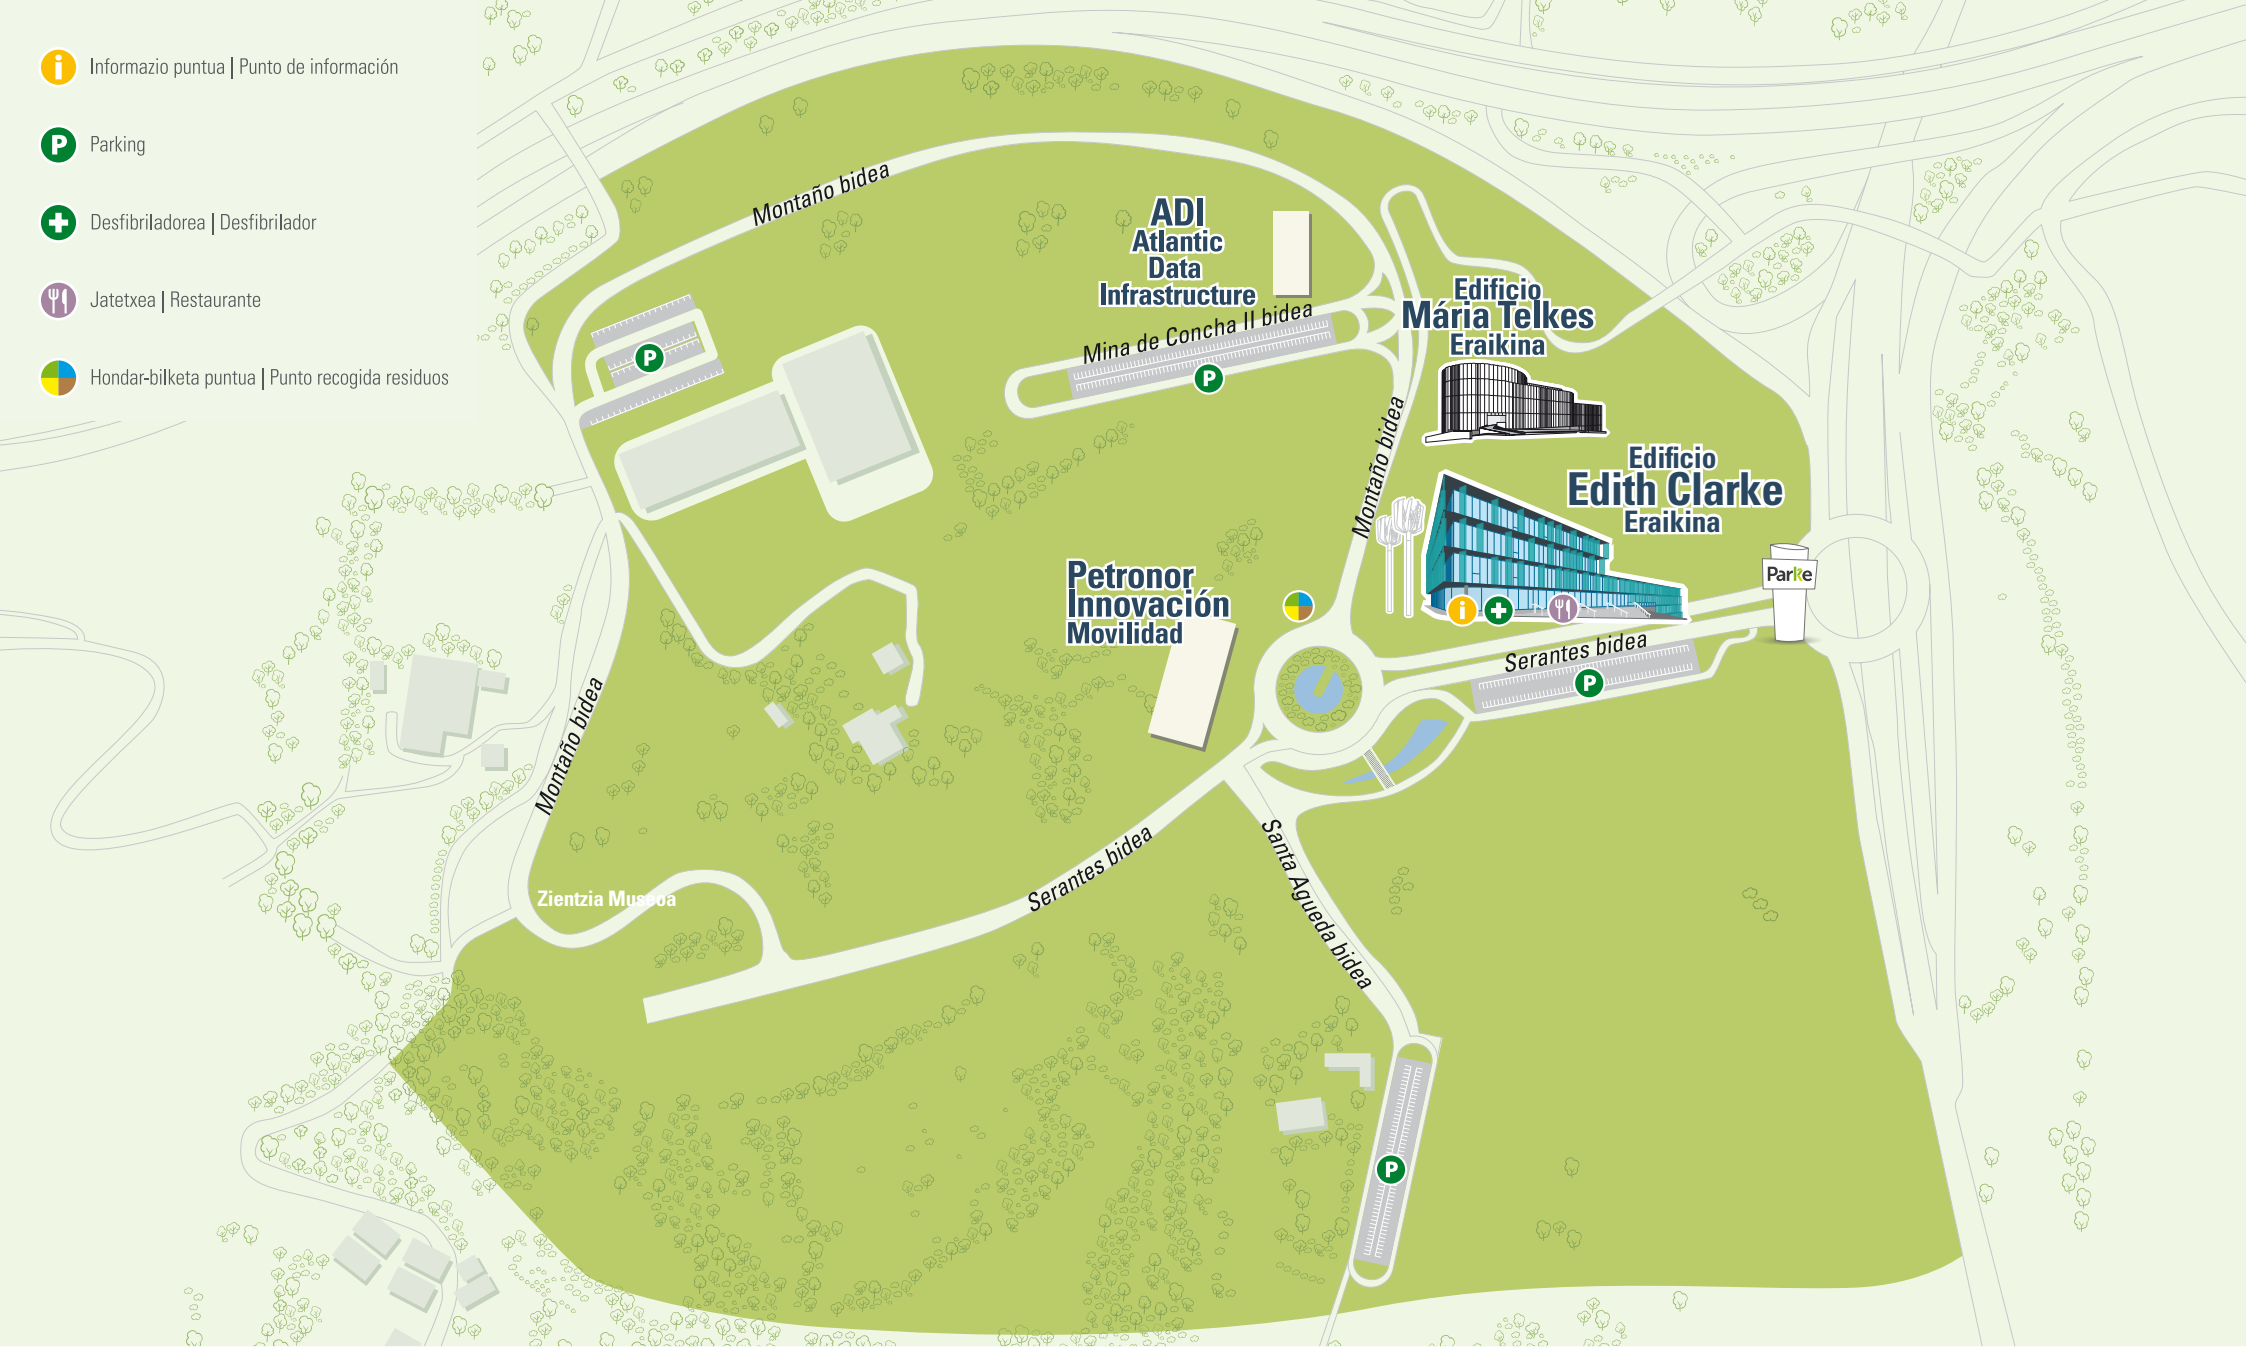 Informazio puntua | Punto de información
Parking
Desfibriladorea | Desfibrilador
Jatetxea | Restaurante
Hondar-bilketa puntua | Punto recogida residuos
i
P
Montaño bidea
ADI
Atlantic
Data
Infrastructure
Mina de Concha II bidea
P
P
Edificio
Mária Telkes
Eraikina
Montaño bidea
Edificio
Edith Clarke
Eraikina
Parke
Petronor
Innovación
Movilidad
i
Serantes bidea
P
Montaño bidea
Serantes bidea
Santa Agueda bidea
Zientzia Museoa
P